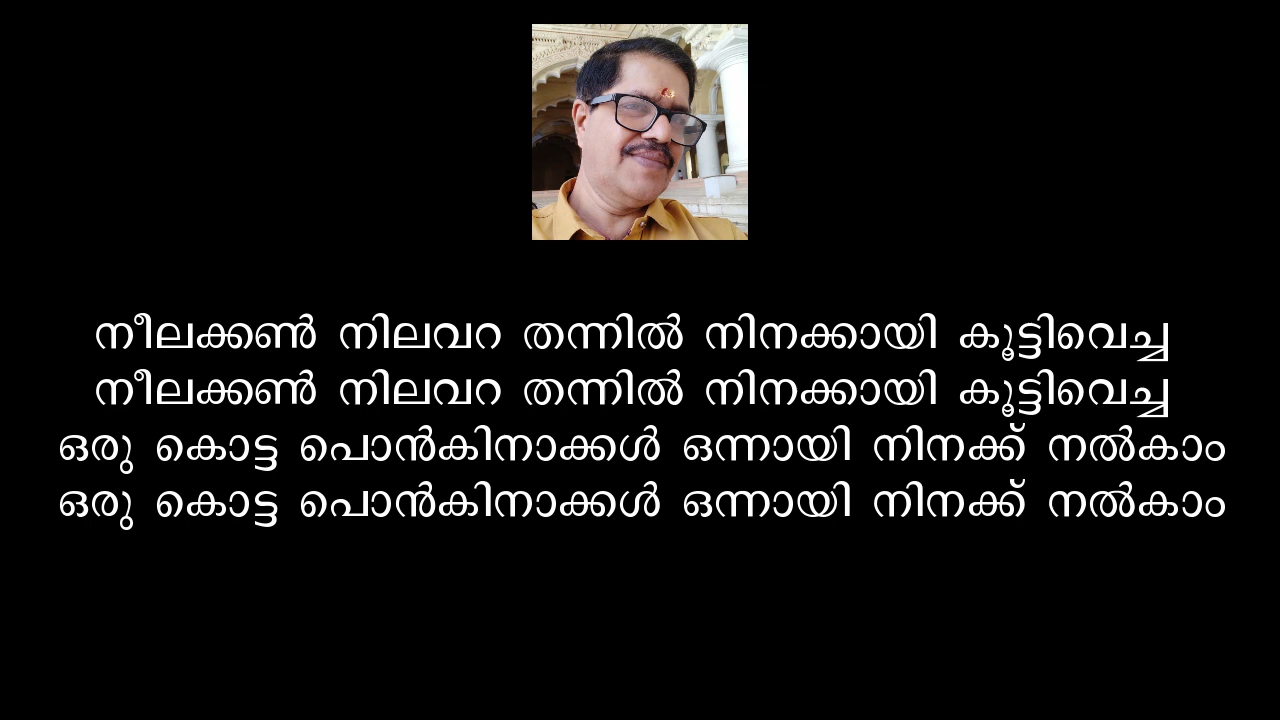 നീലക്കൺ നിലവറ തന്നിൽ നിനക്കായി കൂട്ടിവെച്ച
നീലക്കൺ നിലവറ തന്നിൽ നിനക്കായി കൂട്ടിവെച്ച
ഒരു കൊട്ട പൊൻകിനാക്കൾ ഒന്നായി നിനക്ക് നൽകാം
ഒരു കൊട്ട പൊൻകിനാക്കൾ ഒന്നായി നിനക്ക് നൽകാം